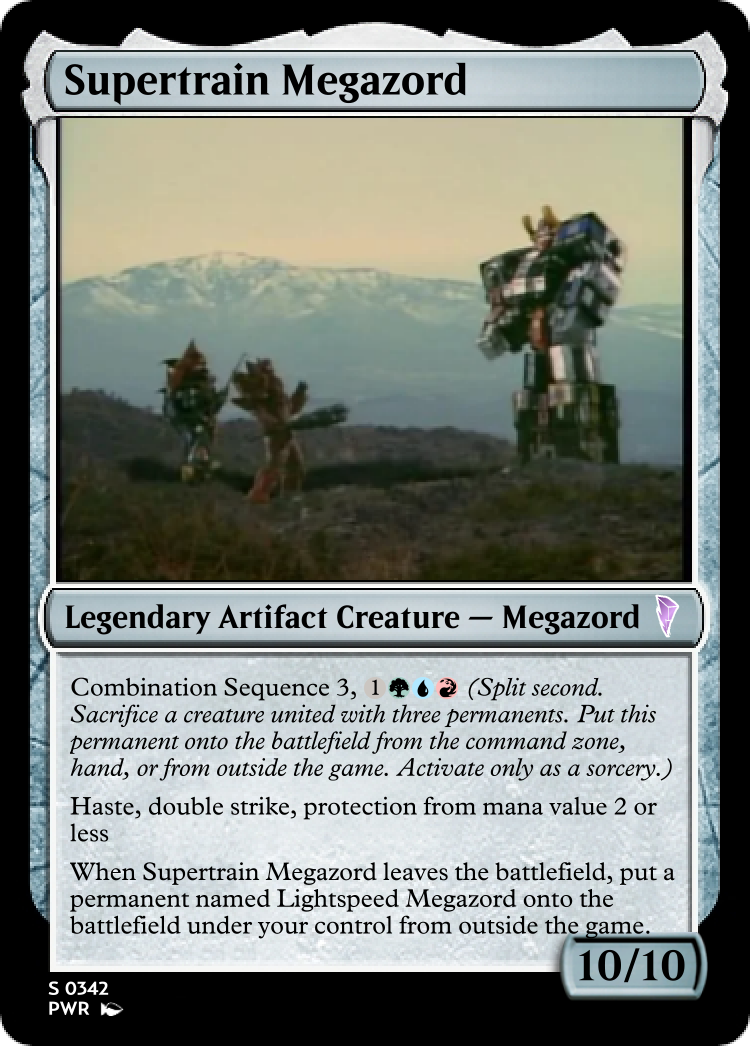 Supertrain Megazord
Legendary Artifact Creature — Megazord
Combination Sequence 3, 1 (Split second.
Sacrifice a creature united with three permanents. Put this
permanent onto the battlefield from the command zone,
hand, or from outside the game. Activate only as a sorcery.)
Haste, double strike, protection from mana value 2 or
less
When Supertrain Megazord leaves the battlefield, put a
permanent named Lightspeed Megazord onto the
battlefield under your control from outside the game.
10/10
S 0342
PWR